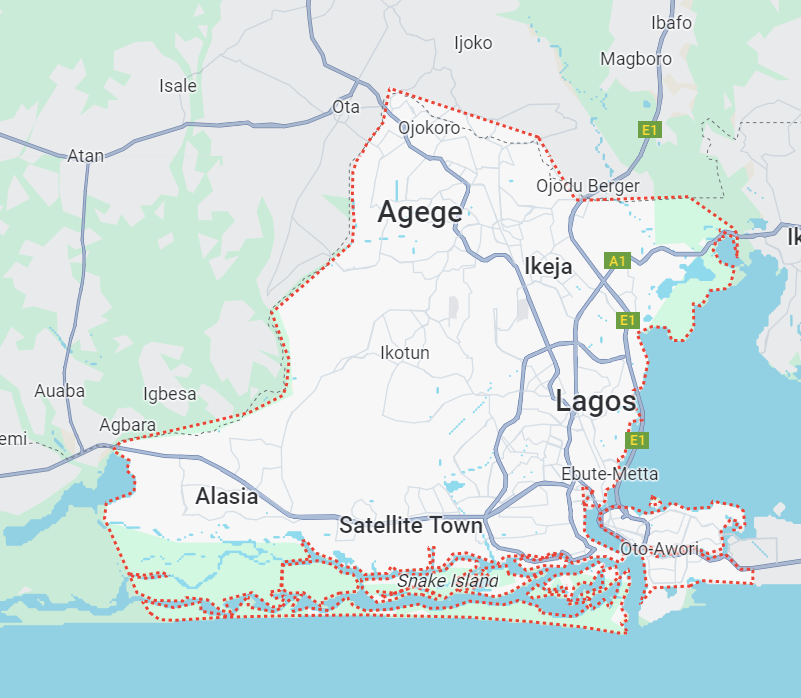 Ibafo
Ijoko
Magboro
Isale
Ota
Ojokoro
E1
Atan
Ojodu Berger
Agege
Ik
A1
Ikeja
E1
Ikotun
Auaba
Igbesa
Lagos
Agbara
emi
E1
Ebute-Metta
Alasia
Satellite Town
Oto-Awori
Snake Island